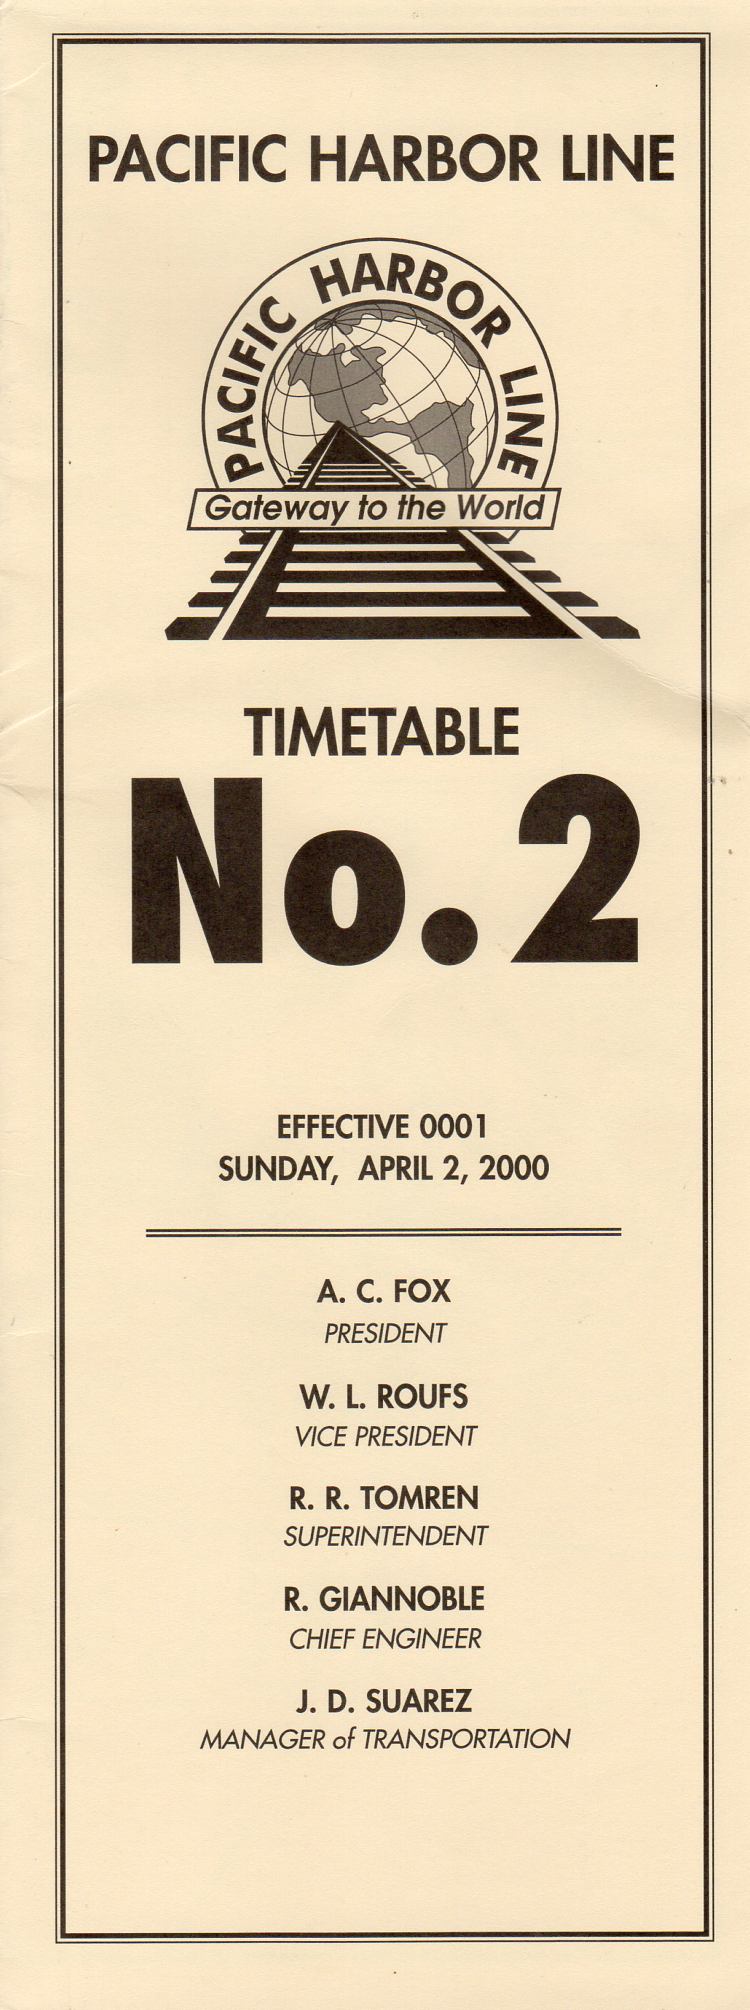 PACIFIC HARBOR LINE
PACIFIC HARBOR LINE
Gateway to the World
TIMETABLE
No. 2
EFFECTIVE 0001
SUNDAY, APRIL 2, 2000
A. C. FOX
PRESIDENT
W. L. ROUFS
VICE PRESIDENT
R. R. TOMREN
SUPERINTENDENT
R. GIANNOBLE
CHIEF ENGINEER
J. D. SUAREZ
MANAGER of TRANSPORTATION